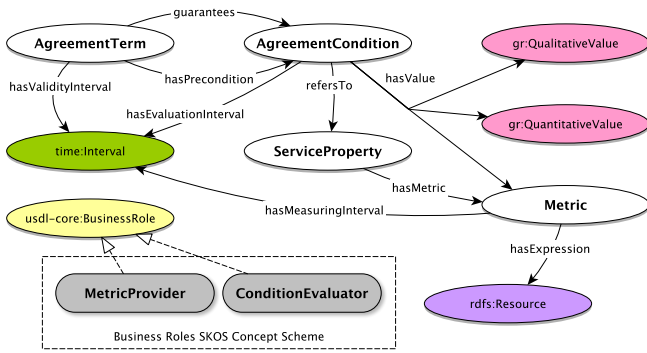 guarantees
AgreementTerm
AgreementCondition
gr:QualitativeValue
hasValue
hasPrecondition
hasValidityInterval
refersTo
hasEvaluationInterval
gr:QuantitativeValue
time:Interval
ServiceProperty
hasMetric
Metric
hasMeasuringInterval
usdl-core:BusinessRole
hasExpression
MetricProvider
ConditionEvaluator
rdfs:Resource
Business Roles SKOS Concept Scheme